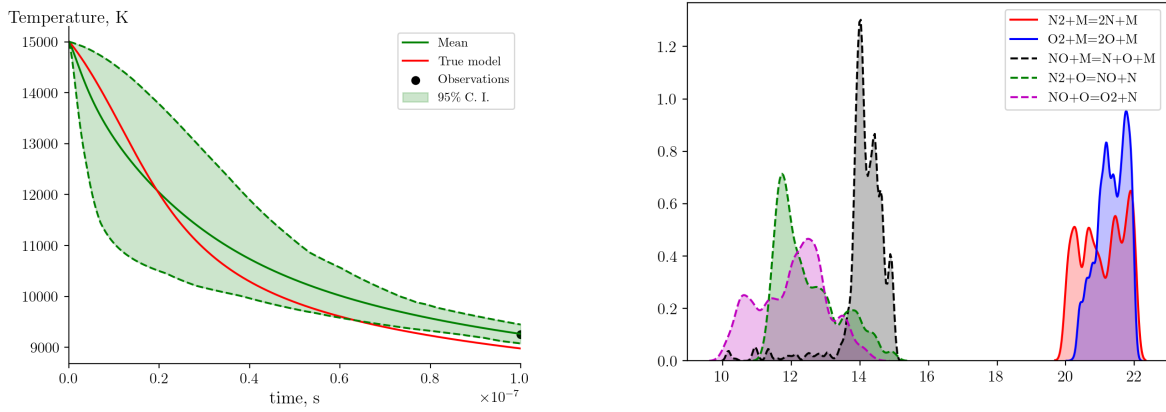 Temperature, K
15000
14000
13000
12000
11000
10000
9000
0.0
0.2
0.4
0.6
0.8
1.0
×10⁻⁷
time, s
Mean
True model
Observations
95% C. I.
1.2
1.0
0.8
0.6
0.4
0.2
0.0
10
12
14
16
18
20
22
N2+M=2N+M
O2+M=2O+M
NO+M=N+O+M
N2+O=NO+N
NO+O=O2+N